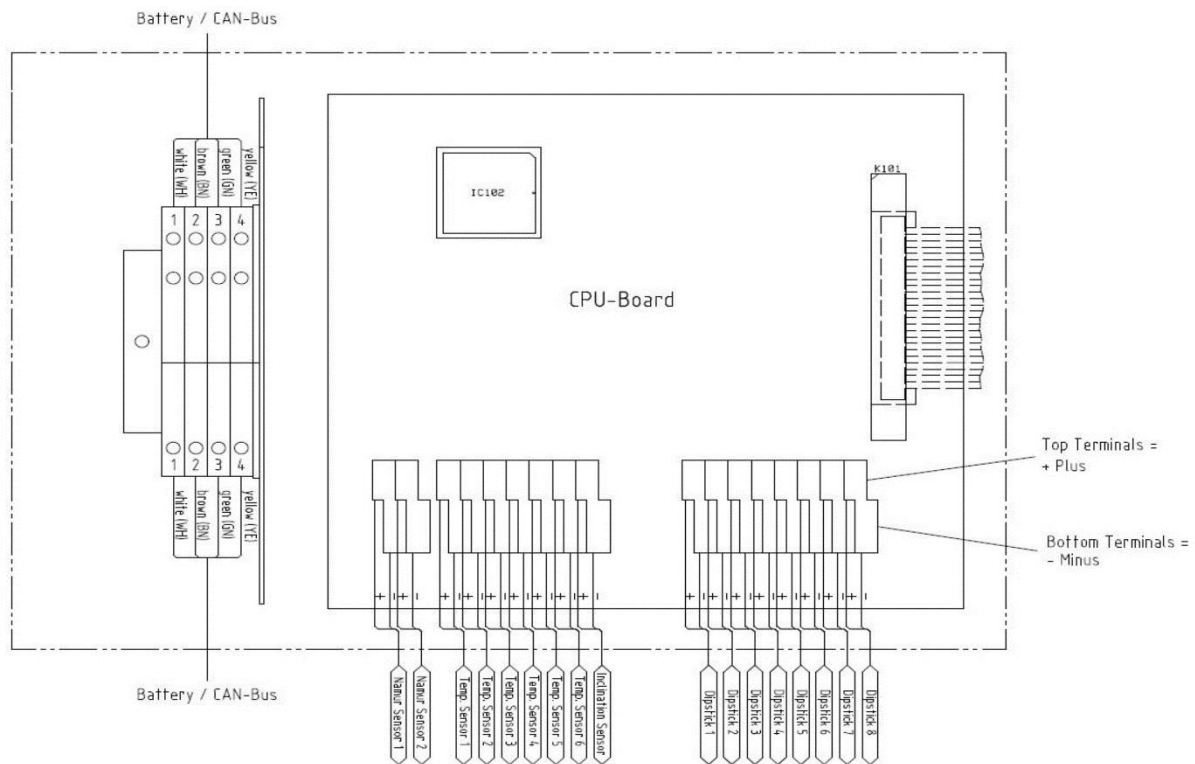 Battery / CAN-Bus
white (WH)
brown (BN)
green (GN)
yellow (YE)
1 2 3 4
IC102
K101
CPU-Board
Top Terminals =
+ Plus
1 2 3 4
white (WH)
brown (BN)
green (GN)
yellow (YE)
Bottom Terminals =
- Minus
+ - + -
+ - + - + - + - + - + - + -
+ - + - + - + - + - + - + - + -
Battery / CAN-Bus
Namur Sensor 1
Namur Sensor 2
Temp. Sensor 1
Temp. Sensor 2
Temp. Sensor 3
Temp. Sensor 4
Temp. Sensor 5
Temp. Sensor 6
Inclination Sensor
Dipstick 1
Dipstick 2
Dipstick 3
Dipstick 4
Dipstick 5
Dipstick 6
Dipstick 7
Dipstick 8